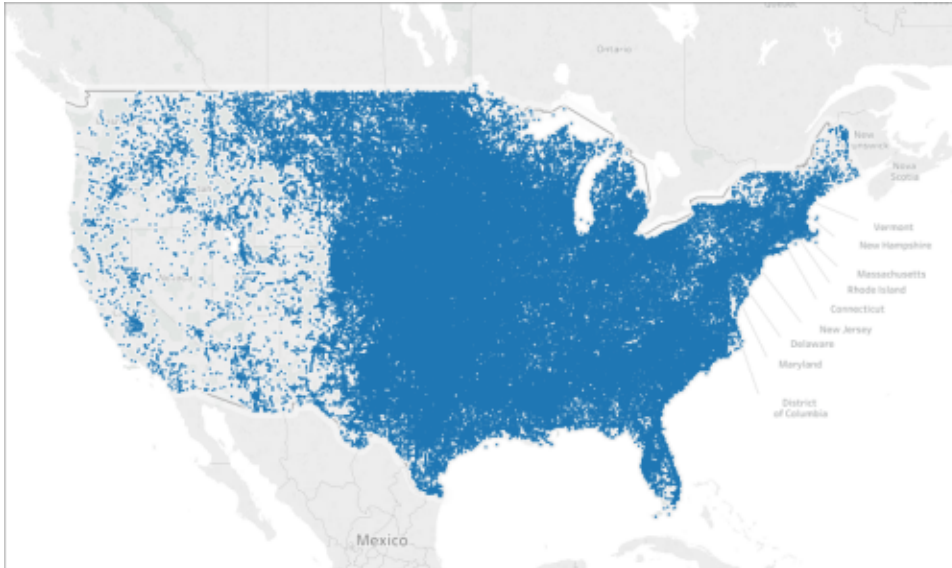 Ontario
New
Brunswick
Nova
Scotia
Vermont
New Hampshire
Massachusetts
Rhode Island
Connecticut
New Jersey
Delaware
Maryland
District
of Columbia
Mexico